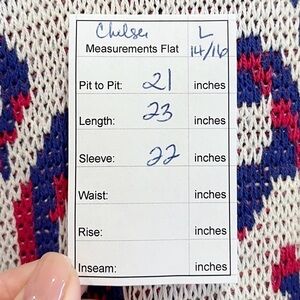 Chelsea L
Measurements Flat 14/16
Pit to Pit: 21 inches
Length: 23 inches
Sleeve: 22 inches
Waist: inches
Rise: inches
Inseam: inches